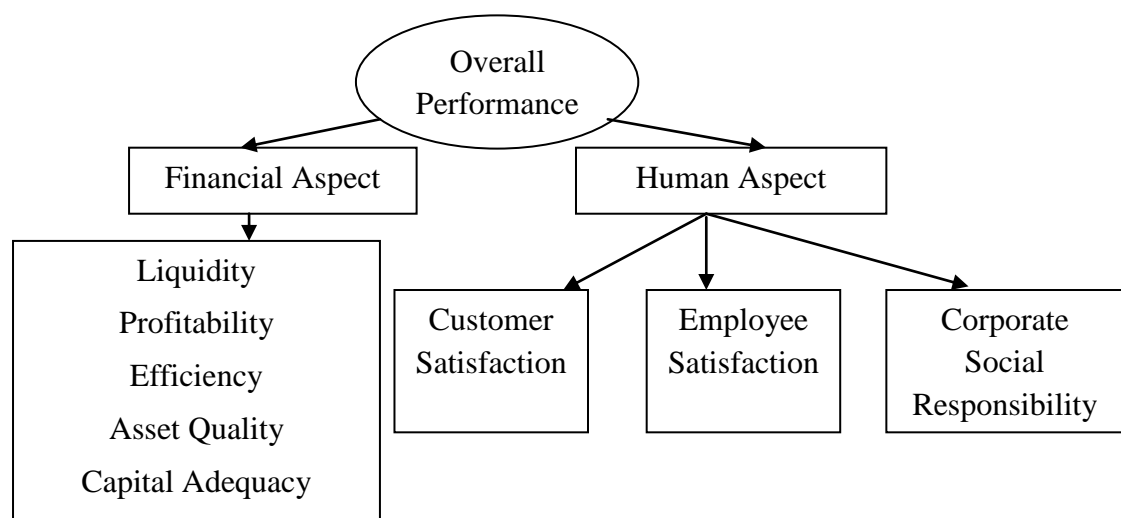 Overall
Performance
Financial Aspect
Human Aspect
Liquidity
Profitability
Efficiency
Asset Quality
Capital Adequacy
Customer
Satisfaction
Employee
Satisfaction
Corporate
Social
Responsibility